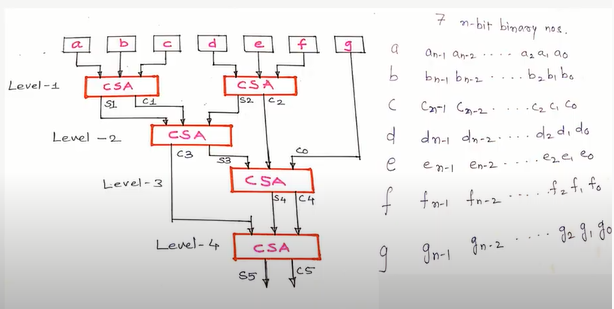 7 n-bit binary nos.
a b c d e f g
a an-1 an-2 .... a2 a1 a0
Level-1 CSA CSA
b bn-1 bn-2 ..... b2 b1 b0
S1 C1 S2 C2
c cn-1 cn-2 ..... c2 c1 c0
Level -2 CSA
d dn-1 dn-2 .... d2 d1 d0
C3 S3 C0
e en-1 en-2 ..... e2 e1 e0
Level-3 CSA
f fn-1 fn-2 ..... f2 f1 f0
S4 C4
Level-4 CSA
g gn-1 gn-2 .... g2 g1 g0
S5 C5